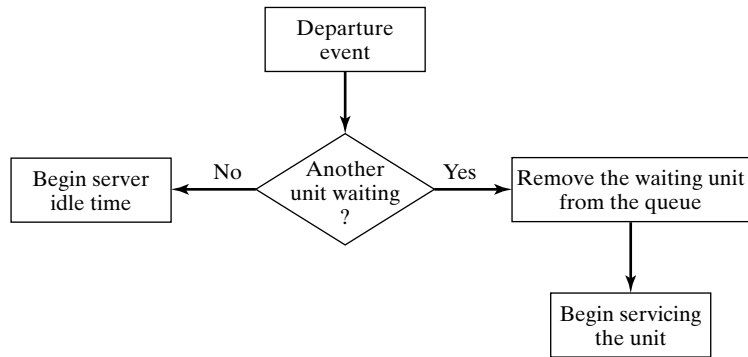 Departure
event
No
Another
unit waiting
?
Yes
Begin server
idle time
Remove the waiting unit
from the queue
Begin servicing
the unit